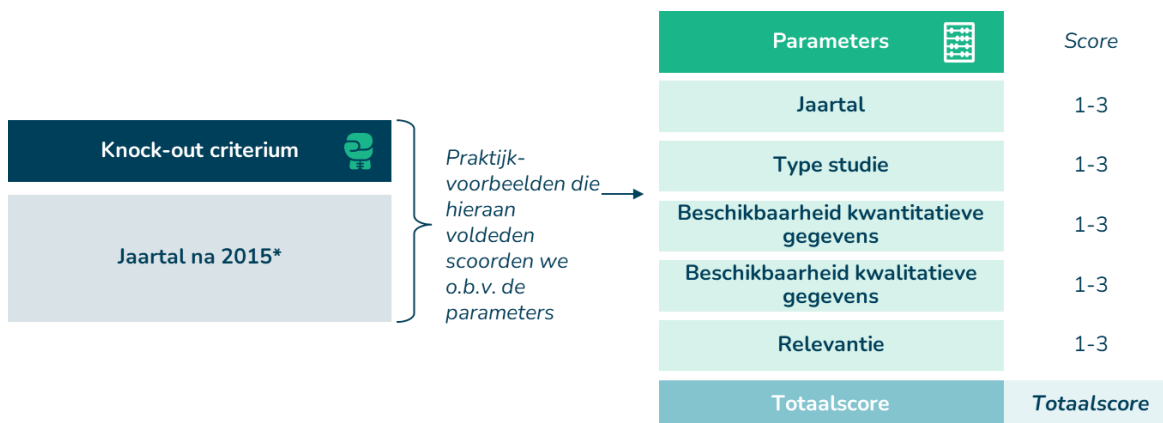 Knock-out criterium
Jaartal na 2015*
Praktijk-
voorbeelden die
hieraan
voldeden
scoorden we
o.b.v. de
parameters
Parameters
Score
Jaartal
1-3
Type studie
1-3
Beschikbaarheid kwantitatieve
gegevens
1-3
Beschikbaarheid kwalitatieve
gegevens
1-3
Relevantie
1-3
Totaalscore
Totaalscore